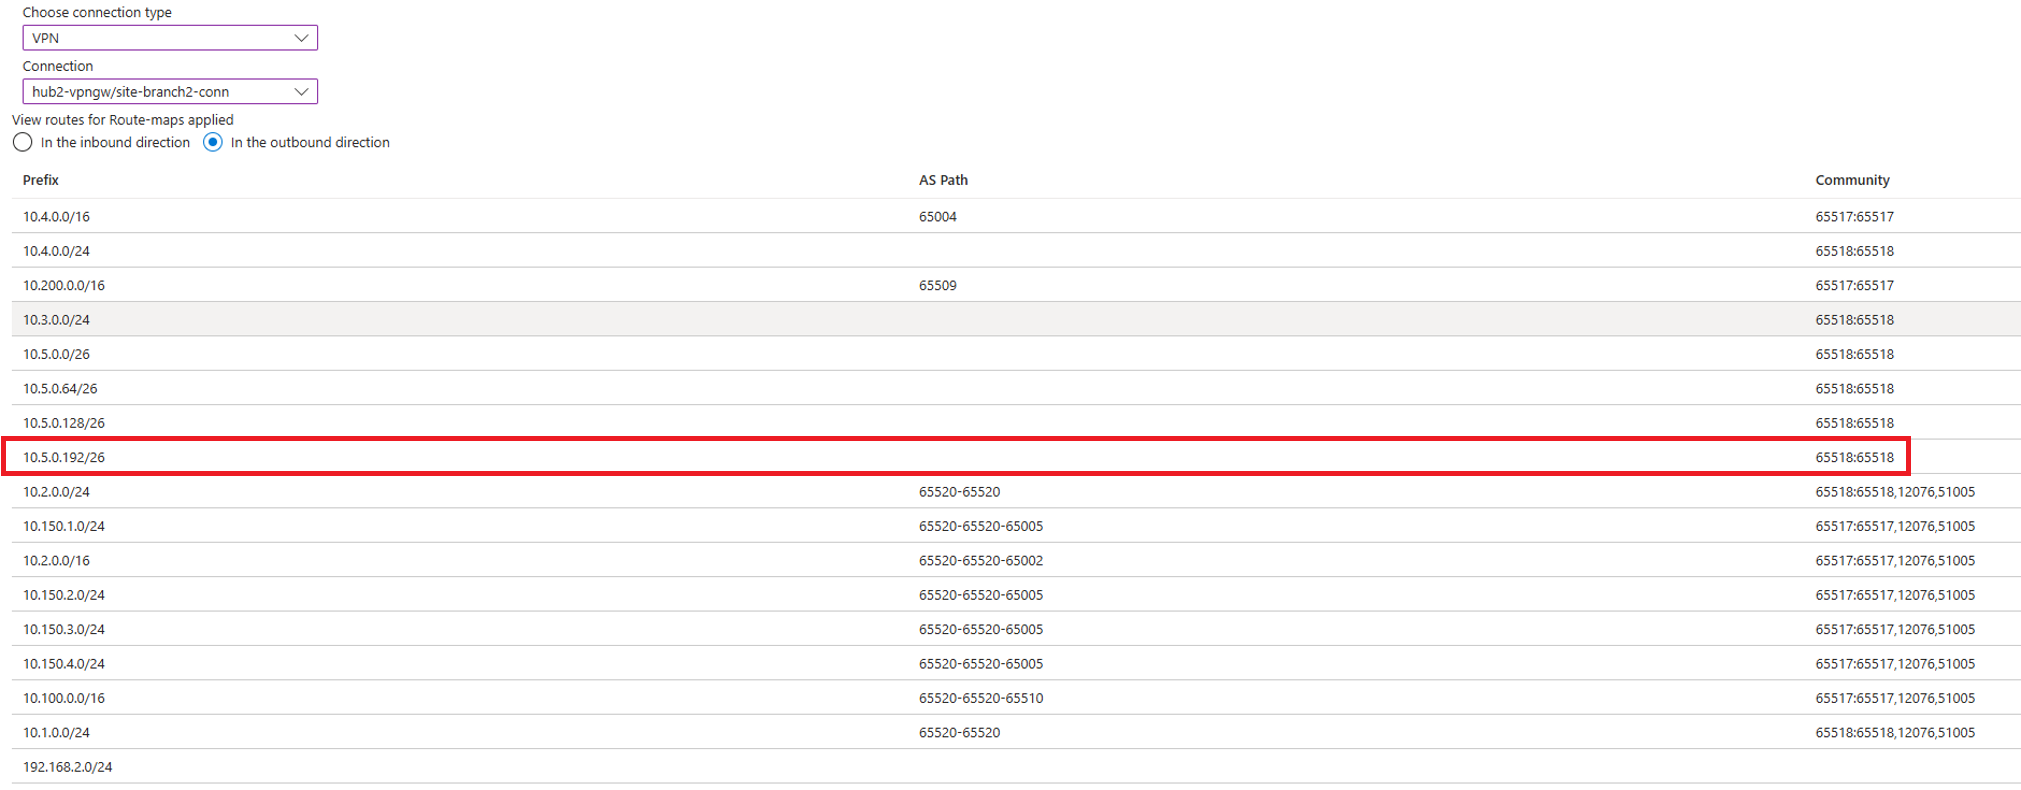 Choose connection type
VPN
Connection
hub2-vpngw/site-branch2-conn
View routes for Route-maps applied
In the inbound direction In the outbound direction
Prefix AS Path Community
10.4.0.0/16 65004 65517:65517
10.4.0.0/24 65518:65518
10.200.0.0/16 65509 65517:65517
10.3.0.0/24 65518:65518
10.5.0.0/26 65518:65518
10.5.0.64/26 65518:65518
10.5.0.128/26 65518:65518
10.5.0.192/26 65518:65518
10.2.0.0/24 65520-65520 65518:65518,12076,51005
10.150.1.0/24 65520-65520-65005 65517:65517,12076,51005
10.2.0.0/16 65520-65520-65002 65517:65517,12076,51005
10.150.2.0/24 65520-65520-65005 65517:65517,12076,51005
10.150.3.0/24 65520-65520-65005 65517:65517,12076,51005
10.150.4.0/24 65520-65520-65005 65517:65517,12076,51005
10.100.0.0/16 65520-65520-65510 65517:65517,12076,51005
10.1.0.0/24 65520-65520 65518:65518,12076,51005
192.168.2.0/24